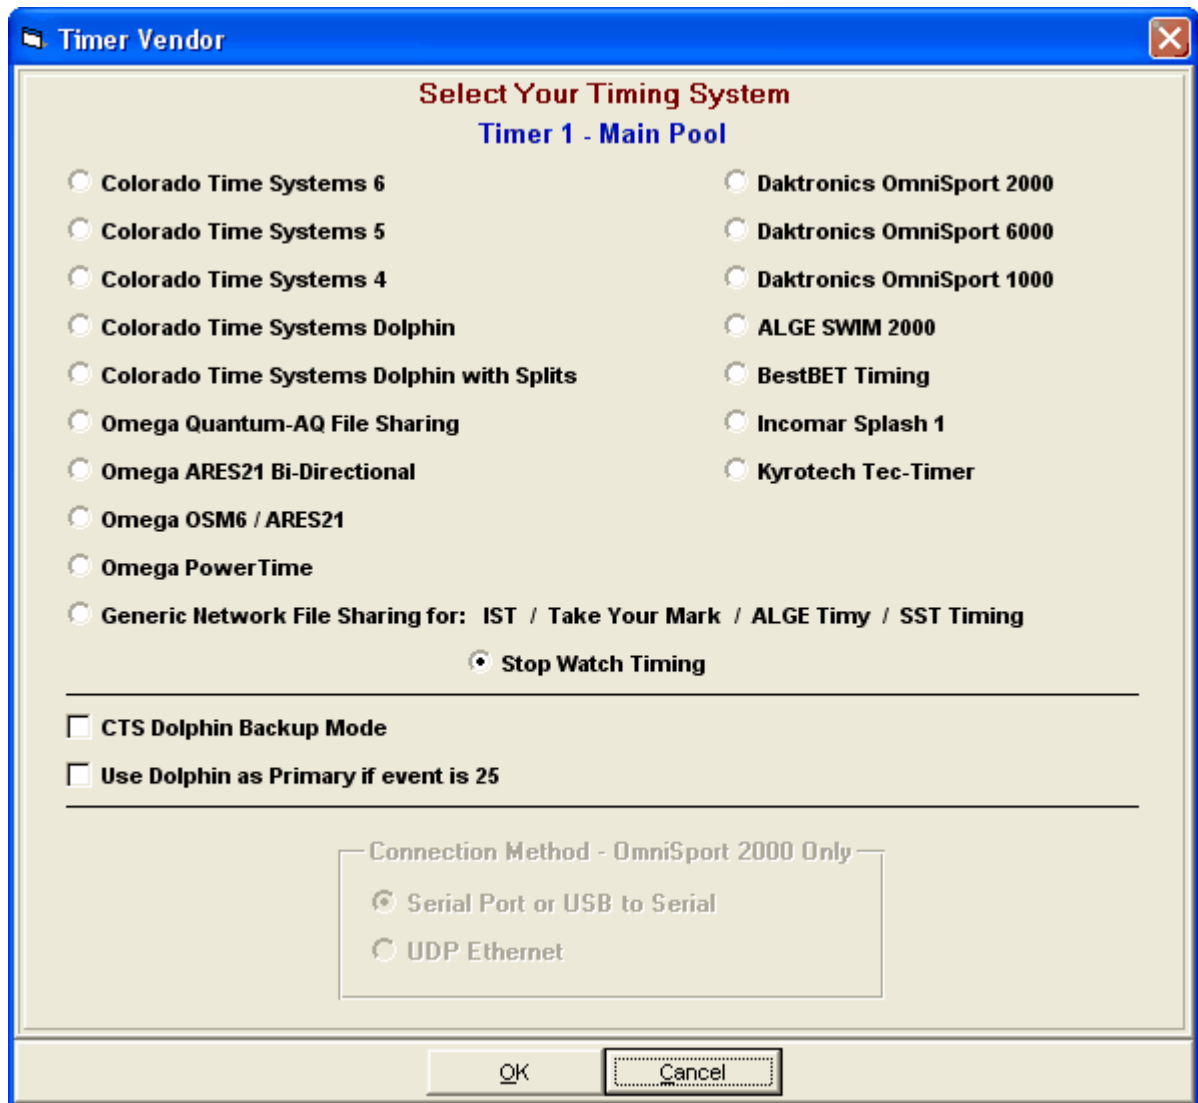 Timer Vendor
Select Your Timing System
Timer 1 - Main Pool
Colorado Time Systems 6
Colorado Time Systems 5
Colorado Time Systems 4
Colorado Time Systems Dolphin
Colorado Time Systems Dolphin with Splits
Omega Quantum-AQ File Sharing
Omega ARES21 Bi-Directional
Omega OSM6 / ARES21
Omega PowerTime
Daktronics OmniSport 2000
Daktronics OmniSport 6000
Daktronics OmniSport 1000
ALGE SWIM 2000
BestBET Timing
Incomar Splash 1
Kyrotech Tec-Timer
Generic Network File Sharing for: IST / Take Your Mark / ALGE Timy / SST Timing
Stop Watch Timing
CTS Dolphin Backup Mode
Use Dolphin as Primary if event is 25
Connection Method - OmniSport 2000 Only
Serial Port or USB to Serial
UDP Ethernet
OK
Cancel